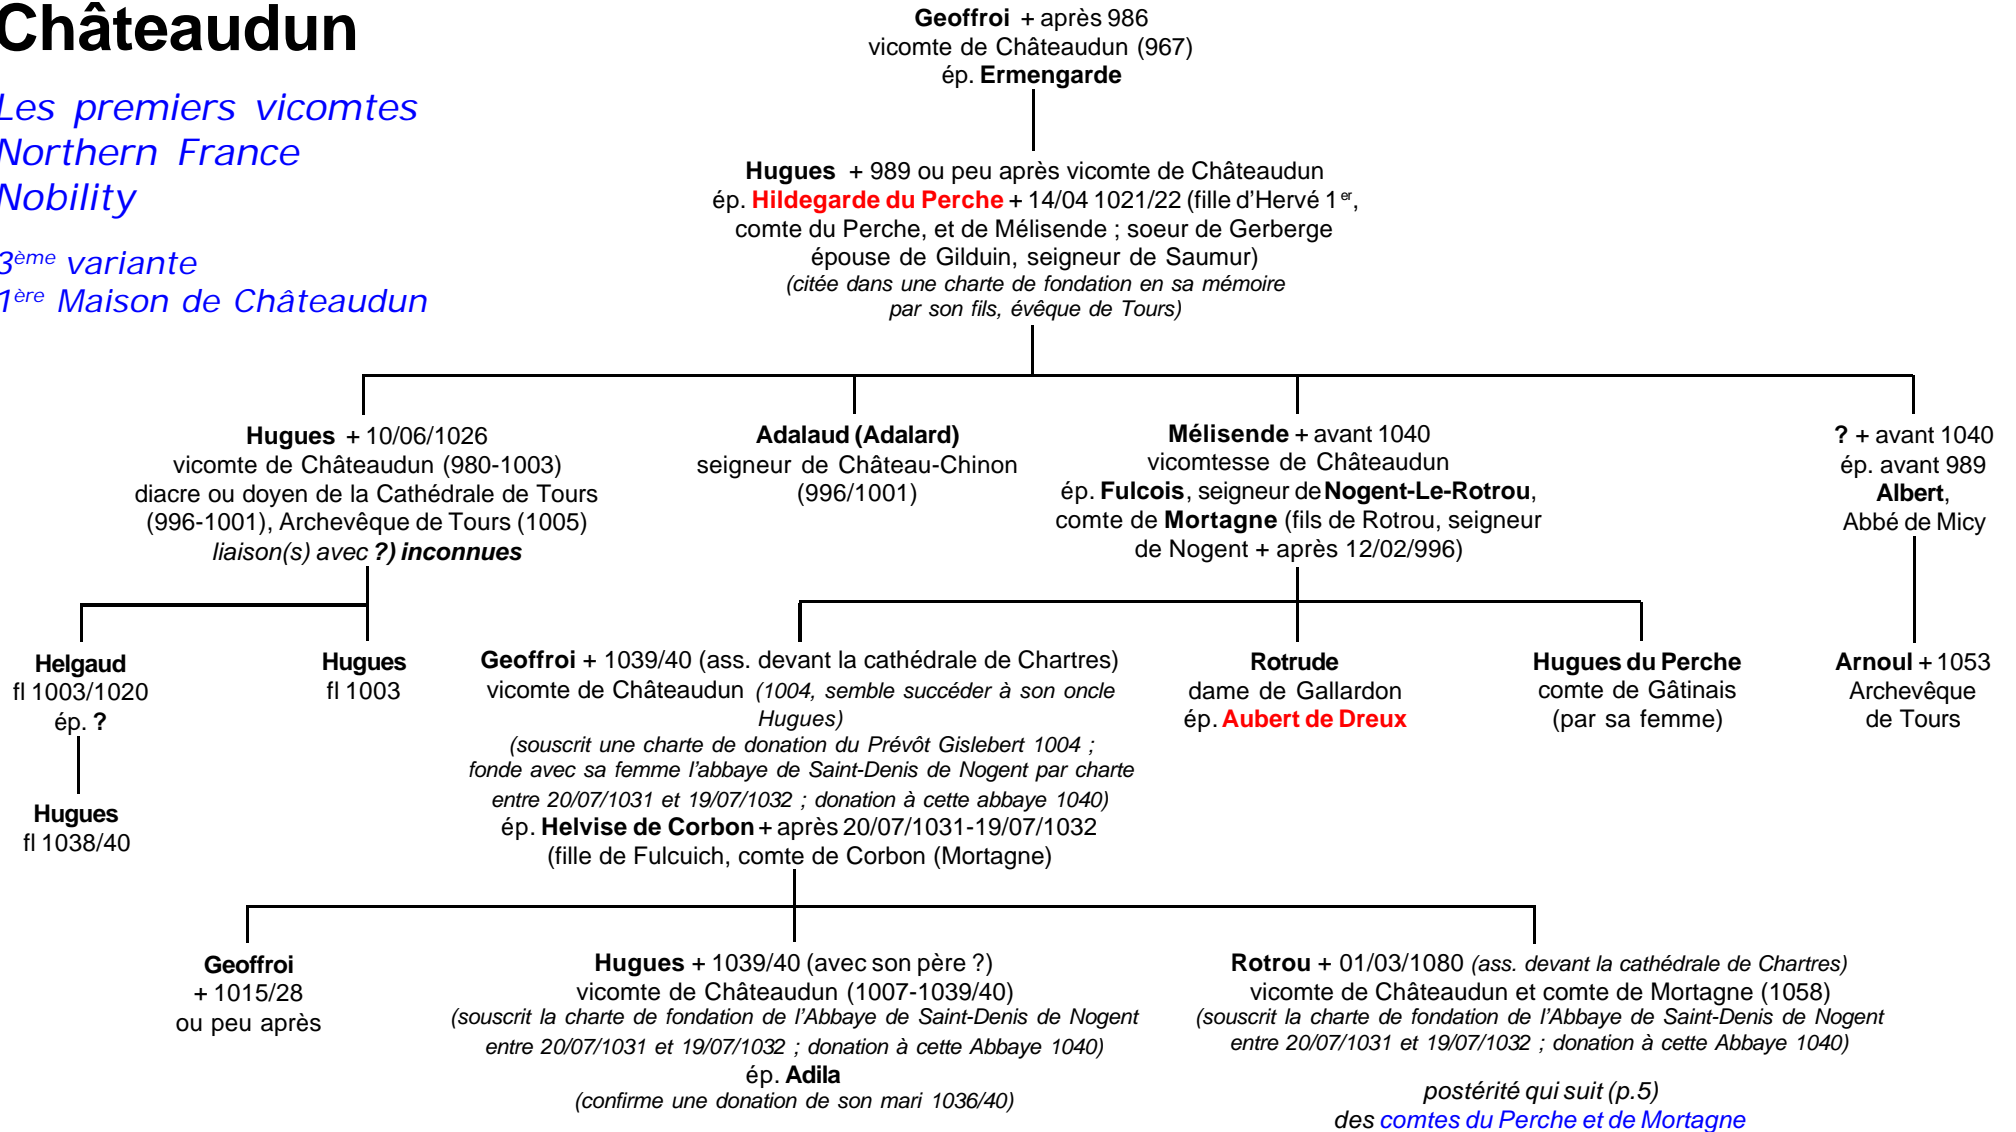 Châteaudun
Les premiers vicomtes
Northern France
Nobility
3ème variante
1ère Maison de Châteaudun
Geoffroi + après 986
vicomte de Châteaudun (967)
ép. Ermengarde
Hugues + 989 ou peu après vicomte de Châteaudun
ép. Hildegarde du Perche + 14/04 1021/22 (fille d'Hervé 1er,
comte du Perche, et de Mélisende ; soeur de Gerberge
épouse de Gilduin, seigneur de Saumur)
(citée dans une charte de fondation en sa mémoire
par son fils, évêque de Tours)
Hugues + 10/06/1026
vicomte de Châteaudun (980-1003)
diacre ou doyen de la Cathédrale de Tours
(996-1001), Archevêque de Tours (1005)
liaison(s) avec ?) inconnues
Adalaud (Adalard)
seigneur de Château-Chinon
(996/1001)
Mélisende + avant 1040
vicomtesse de Châteaudun
ép. Fulcois, seigneur de Nogent-Le-Rotrou,
comte de Mortagne (fils de Rotrou, seigneur
de Nogent + après 12/02/996)
? + avant 1040
ép. avant 989
Albert,
Abbé de Micy
Helgaud
fl 1003/1020
ép. ?
Hugues
fl 1003
Geoffroi + 1039/40 (ass. devant la cathédrale de Chartres)
vicomte de Châteaudun (1004, semble succéder à son oncle
Hugues)
(souscrit une charte de donation du Prévôt Gislebert 1004 ;
fonde avec sa femme l'abbaye de Saint-Denis de Nogent par charte
entre 20/07/1031 et 19/07/1032 ; donation à cette abbaye 1040)
ép. Helvise de Corbon + après 20/07/1031-19/07/1032
(fille de Fulcuich, comte de Corbon (Mortagne)
Rotrude
dame de Gallardon
ép. Aubert de Dreux
Hugues du Perche
comte de Gâtinais
(par sa femme)
Arnoul + 1053
Archevêque
de Tours
Hugues
fl 1038/40
Geoffroi
+ 1015/28
ou peu après
Hugues + 1039/40 (avec son père ?)
vicomte de Châteaudun (1007-1039/40)
(souscrit la charte de fondation de l'Abbaye de Saint-Denis de Nogent
entre 20/07/1031 et 19/07/1032 ; donation à cette Abbaye 1040)
ép. Adila
(confirme une donation de son mari 1036/40)
Rotrou + 01/03/1080 (ass. devant la cathédrale de Chartres)
vicomte de Châteaudun et comte de Mortagne (1058)
(souscrit la charte de fondation de l'Abbaye de Saint-Denis de Nogent
entre 20/07/1031 et 19/07/1032 ; donation à cette Abbaye 1040)
postérité qui suit (p.5)
des comtes du Perche et de Mortagne